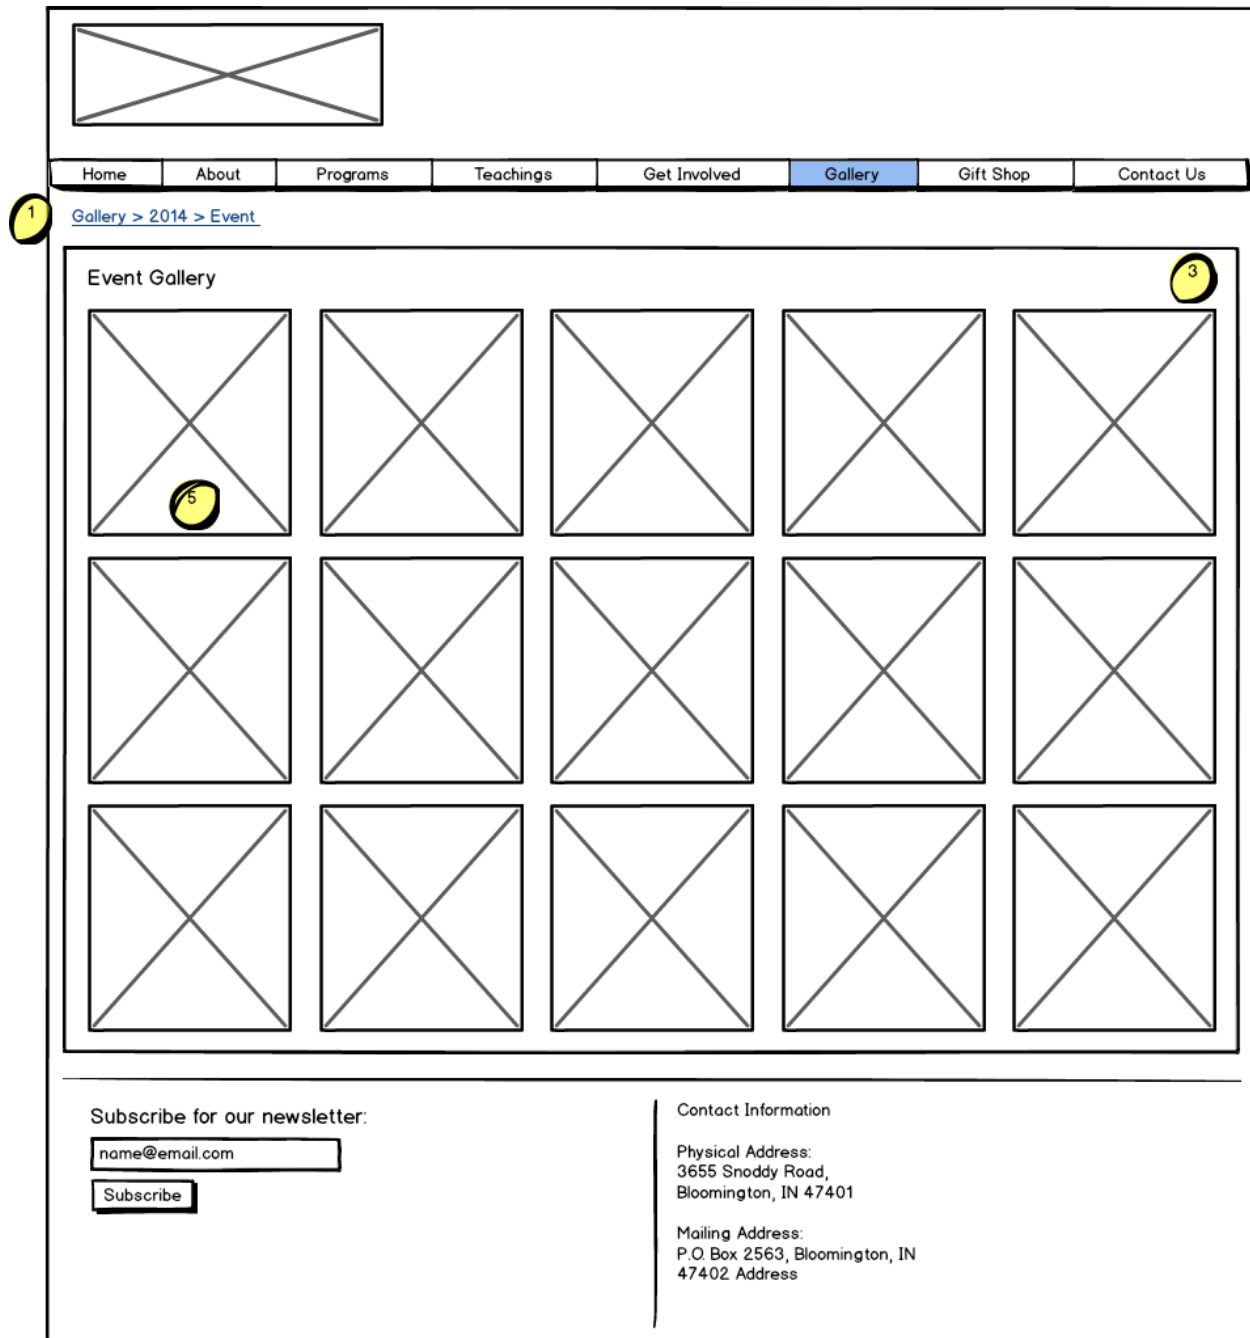 Home About Programs Teachings Get Involved Gallery Gift Shop Contact Us
1
Gallery > 2014 > Event
Event Gallery
3
5
Subscribe for our newsletter:
name@email.com
Subscribe
Contact Information
Physical Address:
3655 Snoddy Road,
Bloomington, IN 47401
Mailing Address:
P.O. Box 2563, Bloomington, IN
47402 Address